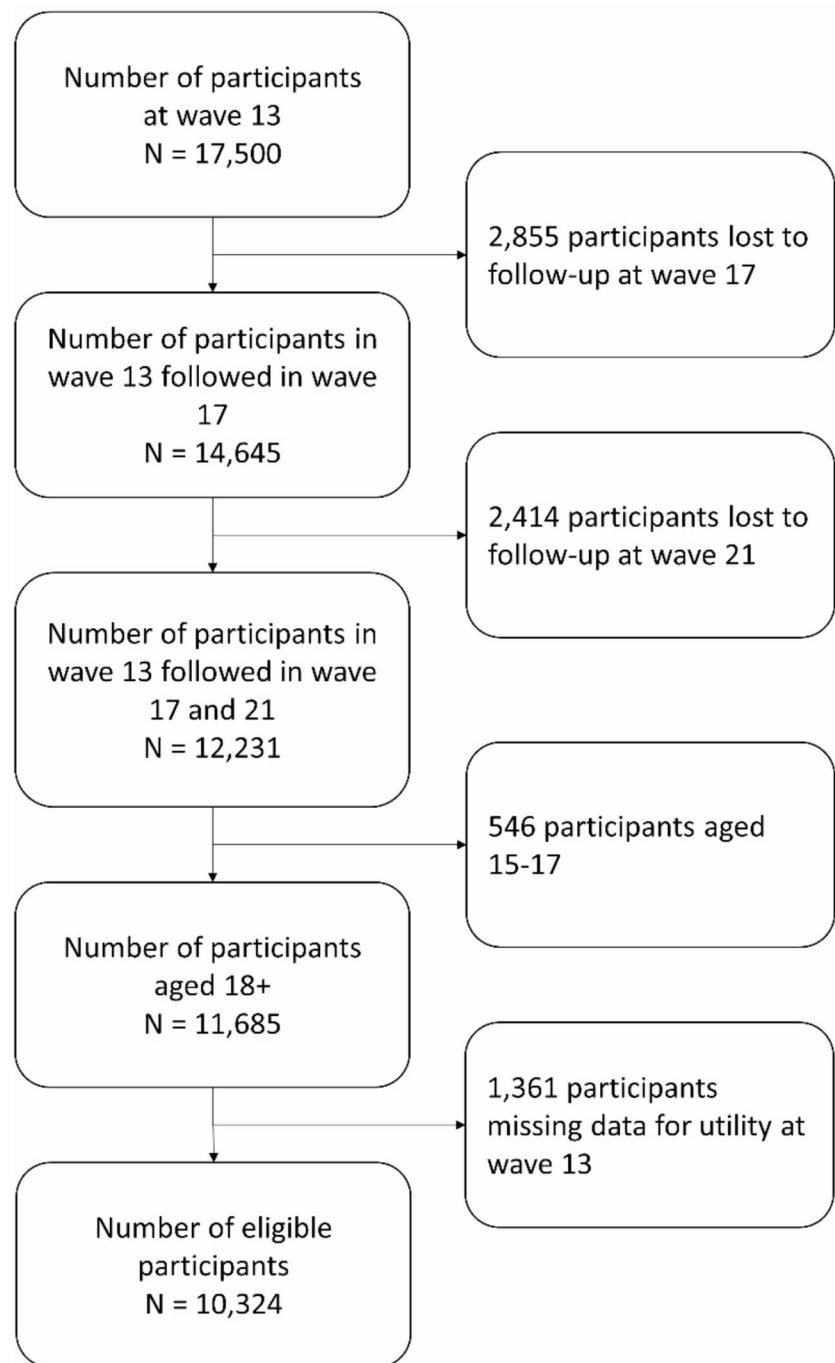 Number of participants
at wave 13
N = 17,500
2,855 participants lost to
follow-up at wave 17
Number of participants in
wave 13 followed in wave
17
N = 14,645
2,414 participants lost to
follow-up at wave 21
Number of participants in
wave 13 followed in wave
17 and 21
N = 12,231
546 participants aged
15-17
Number of participants
aged 18+
N = 11,685
1,361 participants
missing data for utility at
wave 13
Number of eligible
participants
N = 10,324